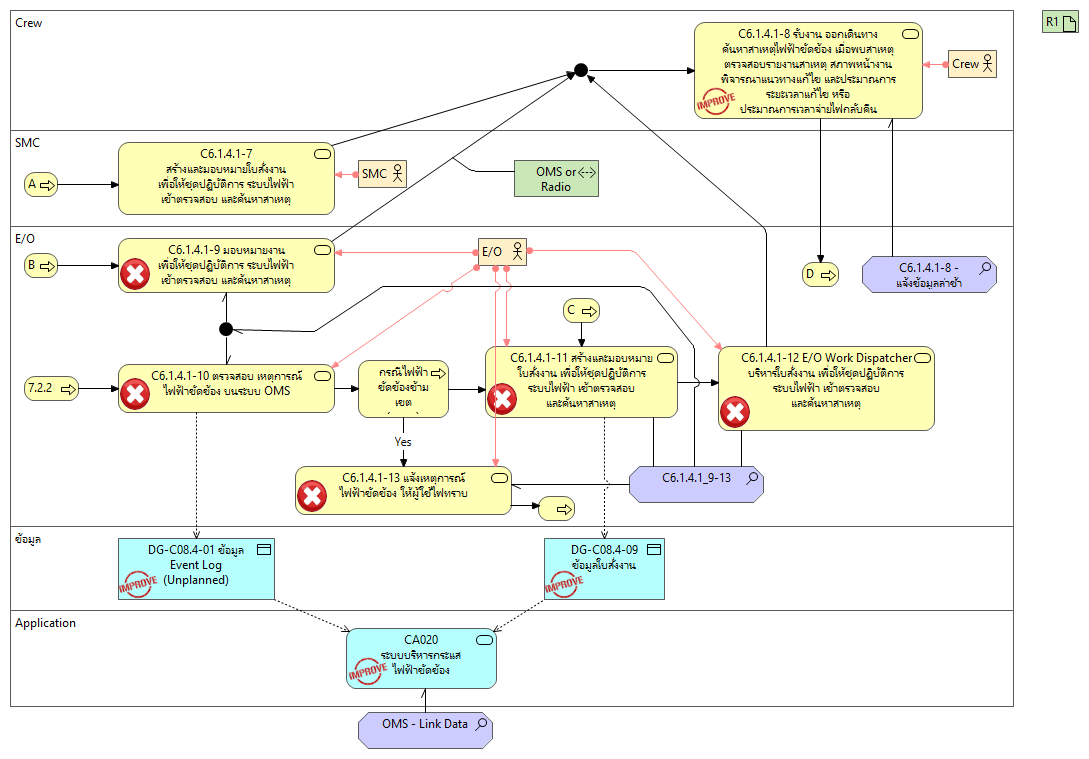 Crew
R1
C6.1.4.1-8 รับงาน ออกเดินทาง
ค้นหาสาเหตุไฟฟ้าขัดข้อง เมื่อพบสาเหตุ
ตรวจสอบรายงานสาเหตุ สภาพหน้างาน
พิจารณาแนวทางแก้ไข และประมาณการ
ระยะเวลาแก้ไข หรือ
ประมาณการเวลาจ่ายไฟกลับคืน
IMPROVE
Crew
SMC
A
C6.1.4.1-7
สร้างและมอบหมายใบสั่งงาน
เพื่อให้ชุดปฏิบัติการ ระบบไฟฟ้า
เข้าตรวจสอบ และค้นหาสาเหตุ
SMC
OMS or
Radio
E/O
B
C6.1.4.1-9 มอบหมายงาน
เพื่อให้ชุดปฏิบัติการ ระบบไฟฟ้า
เข้าตรวจสอบ และค้นหาสาเหตุ
E/O
D
C6.1.4.1-8 -
แจ้งข้อมูลล่าช้า
C
7.2.2
C6.1.4.1-10 ตรวจสอบ เหตุการณ์
ไฟฟ้าขัดข้อง บนระบบ OMS
กรณีไฟฟ้า
ขัดข้องข้าม
เขต
C6.1.4.1-11 สร้างและมอบหมาย
ใบสั่งงาน เพื่อให้ชุดปฏิบัติการ
ระบบไฟฟ้า เข้าตรวจสอบ
และค้นหาสาเหตุ
C6.1.4.1-12 E/O Work Dispatcher
บริหารใบสั่งงาน เพื่อให้ชุดปฏิบัติการ
ระบบไฟฟ้า เข้าตรวจสอบ
และค้นหาสาเหตุ
Yes
C6.1.4.1-13 แจ้งเหตุการณ์
ไฟฟ้าขัดข้อง ให้ผู้ใช้ไฟทราบ
C6.1.4.1_9-13
ข้อมูล
DG-C08.4-01 ข้อมูล
Event Log
(Unplanned)
IMPROVE
DG-C08.4-09
ข้อมูลใบสั่งงาน
IMPROVE
Application
CA020
ระบบบริหารกระแส
ไฟฟ้าขัดข้อง
IMPROVE
OMS - Link Data